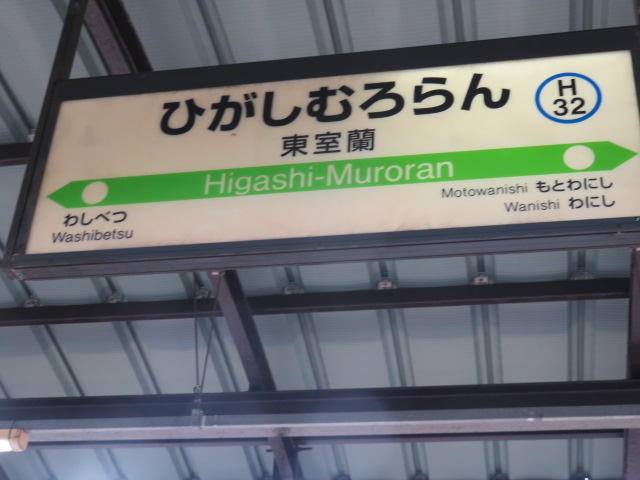 ひがしむろらん
H
32
東室蘭
Higashi-Muroran
わしべつ
Washibetsu
Motowanishi もとわにし
Wanishi わにし